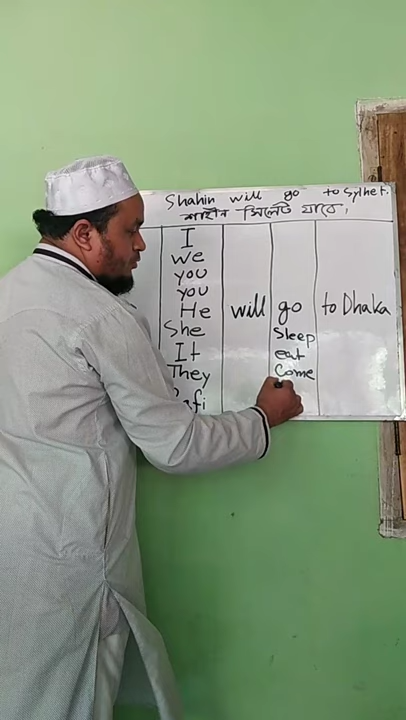 Shahin will go to Sylhet.
শাহীন সিলেট যাবে।
I
we
you
you
He will go to Dhaka
She Sleep
It eat
They Come